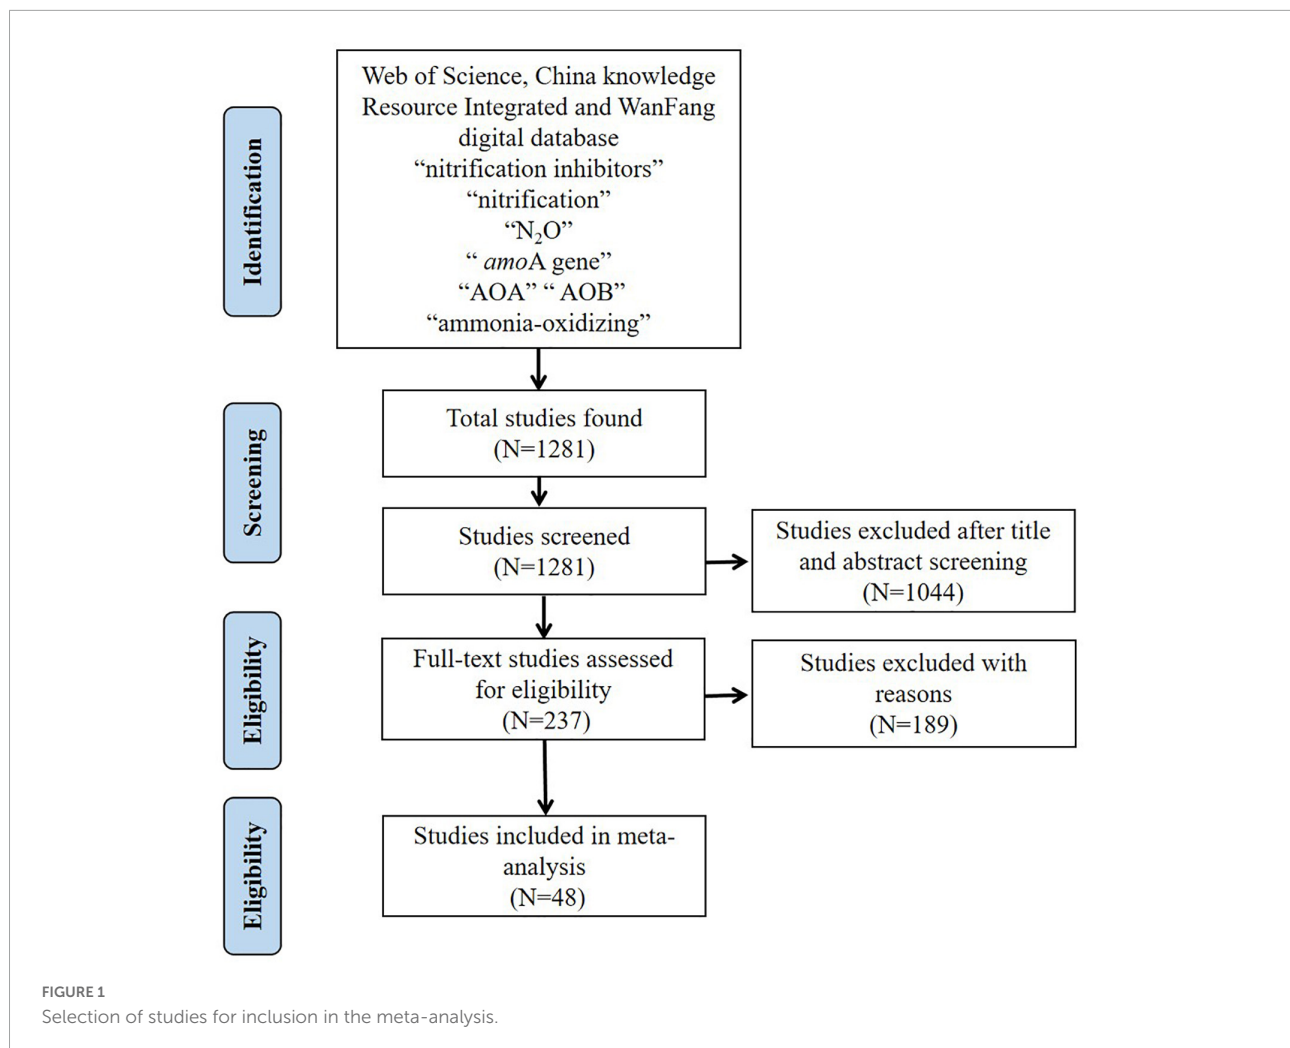 Identification
Web of Science, China knowledge
Resource Integrated and WanFang
digital database
“nitrification inhibitors”
“nitrification”
“N₂O”
“ amoA gene”
“AOA” “ AOB”
“ammonia-oxidizing”
Screening
Total studies found
(N=1281)
Studies screened
(N=1281)
Studies excluded after title
and abstract screening
(N=1044)
Eligibility
Full-text studies assessed
for eligibility
(N=237)
Studies excluded with
reasons
(N=189)
Eligibility
Studies included in meta-
analysis
(N=48)
FIGURE 1
Selection of studies for inclusion in the meta-analysis.